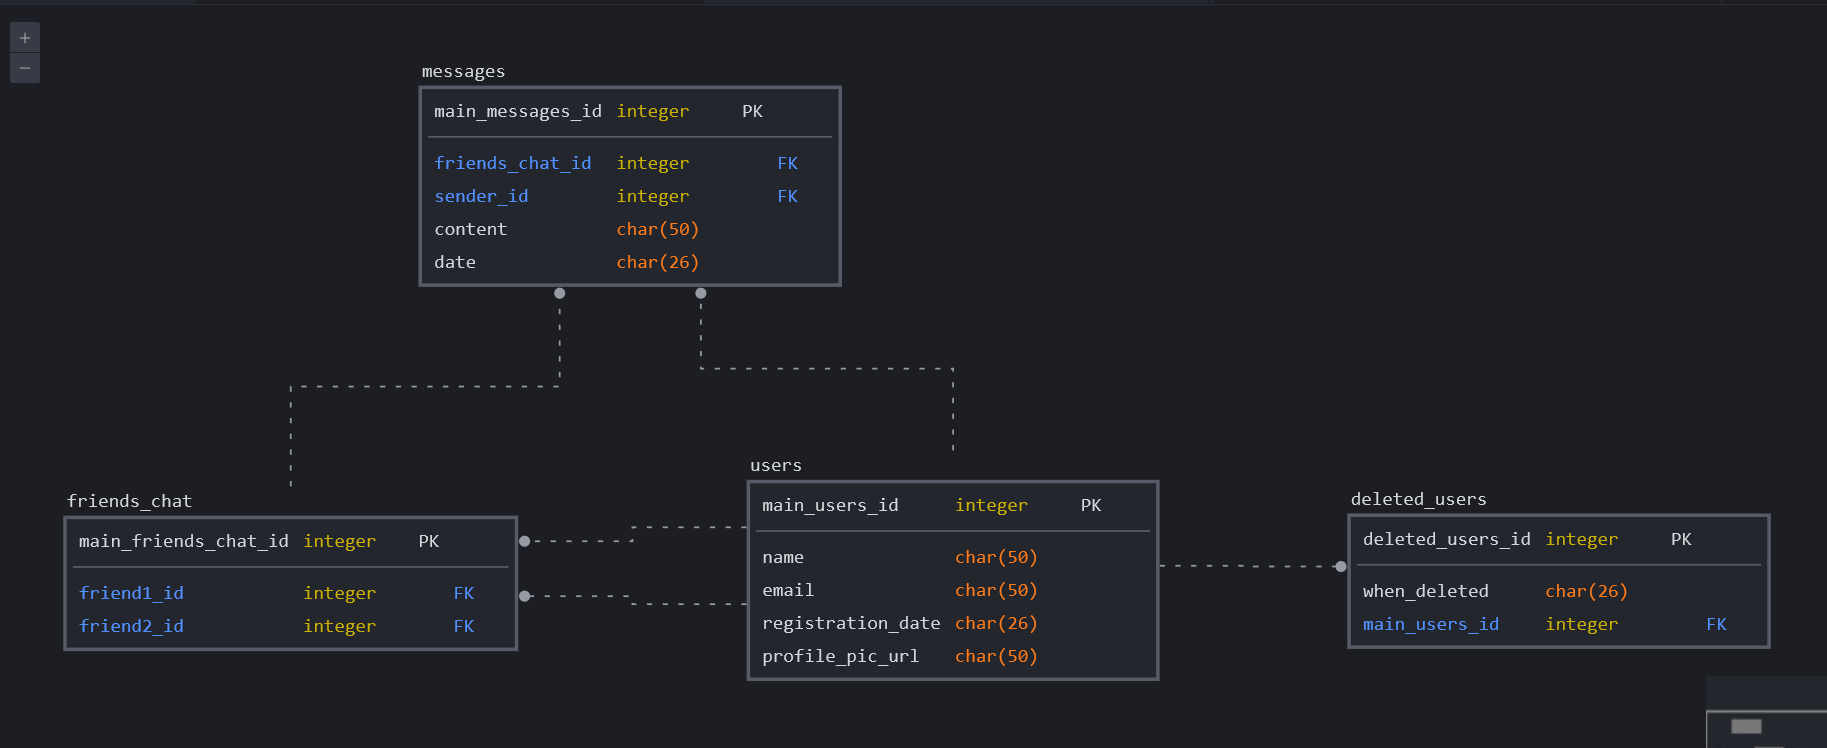 +
−
messages
main_messages_id integer PK
friends_chat_id integer FK
sender_id integer FK
content char(50)
date char(26)
friends_chat
main_friends_chat_id integer PK
friend1_id integer FK
friend2_id integer FK
users
main_users_id integer PK
name char(50)
email char(50)
registration_date char(26)
profile_pic_url char(50)
deleted_users
deleted_users_id integer PK
when_deleted char(26)
main_users_id integer FK